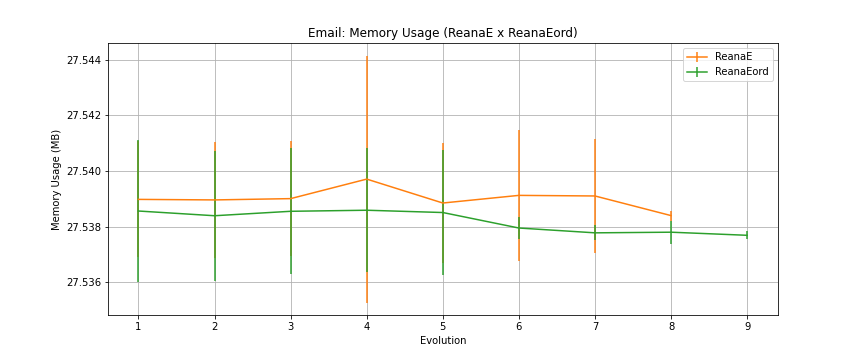 Email: Memory Usage (ReanaE x ReanaEord)
27.544
27.542
27.540
27.538
27.536
Memory Usage (MB)
ReanaE
ReanaEord
1 2 3 4 5 6 7 8 9
Evolution